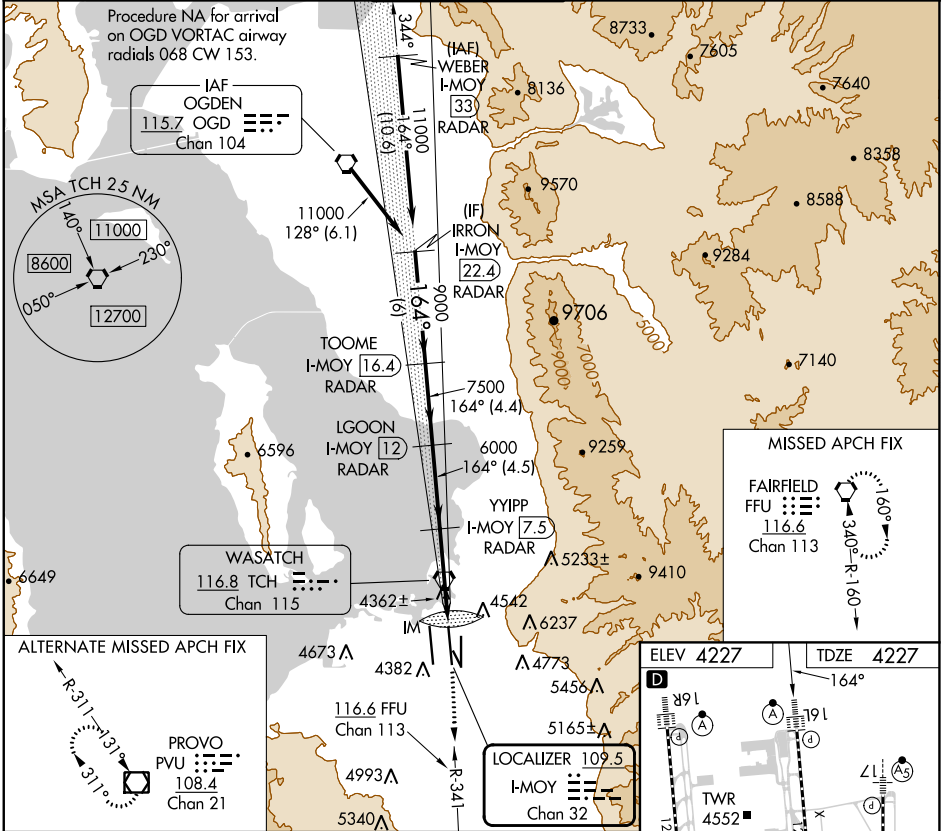 Procedure NA for arrival
on OGD VORTAC airway
radials 068 CW 153.
IAF
OGDEN
115.7 OGD
Chan 104
344°
(IAF)
WEBER
I-MOY
33
RADAR
11000
164°
(10.6)
8733
7605
8136
7640
8358
8588
9570
9284
MSA TCH 25 NM
140°
11000
8600
230°
050°
12700
11000
128° (6.1)
(IF)
IRRON
I-MOY
22.4
RADAR
9000
164°
(6)
9706
5000
9000
7000
7140
TOOME
I-MOY 16.4
RADAR
7500
164° (4.4)
LGOON
I-MOY 12
RADAR
6000
164° (4.5)
9259
6596
YYIPP
I-MOY 7.5
RADAR
MISSED APCH FIX
FAIRFIELD
FFU
116.6
Chan 113
160°
340°
R-160
WASATCH
116.8 TCH
Chan 115
5233±
9410
6649
4362±
4542
IM
6237
4673
4382
4773
5456
5165±
ALTERNATE MISSED APCH FIX
R-311
131°
311°
PROVO
PVU
108.4
Chan 21
116.6 FFU
Chan 113
R-341
4993
5340
LOCALIZER 109.5
I-MOY
Chan 32
ELEV 4227
TDZE 4227
D
164°
16R
A
A
16L
P
P
17
A5
P
TWR
4552
X
12